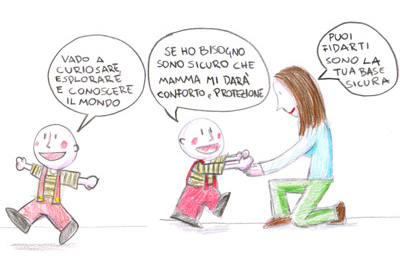 VADO A
CURIOSARE,
ESPLORARE
E CONOSCERE
IL MONDO
SE HO BISOGNO
SONO SICURO CHE
MAMMA MI DARÀ
CONFORTO e PROTEZIONE
PUOI
FIDARTI
SONO LA
TUA BASE
SICURA